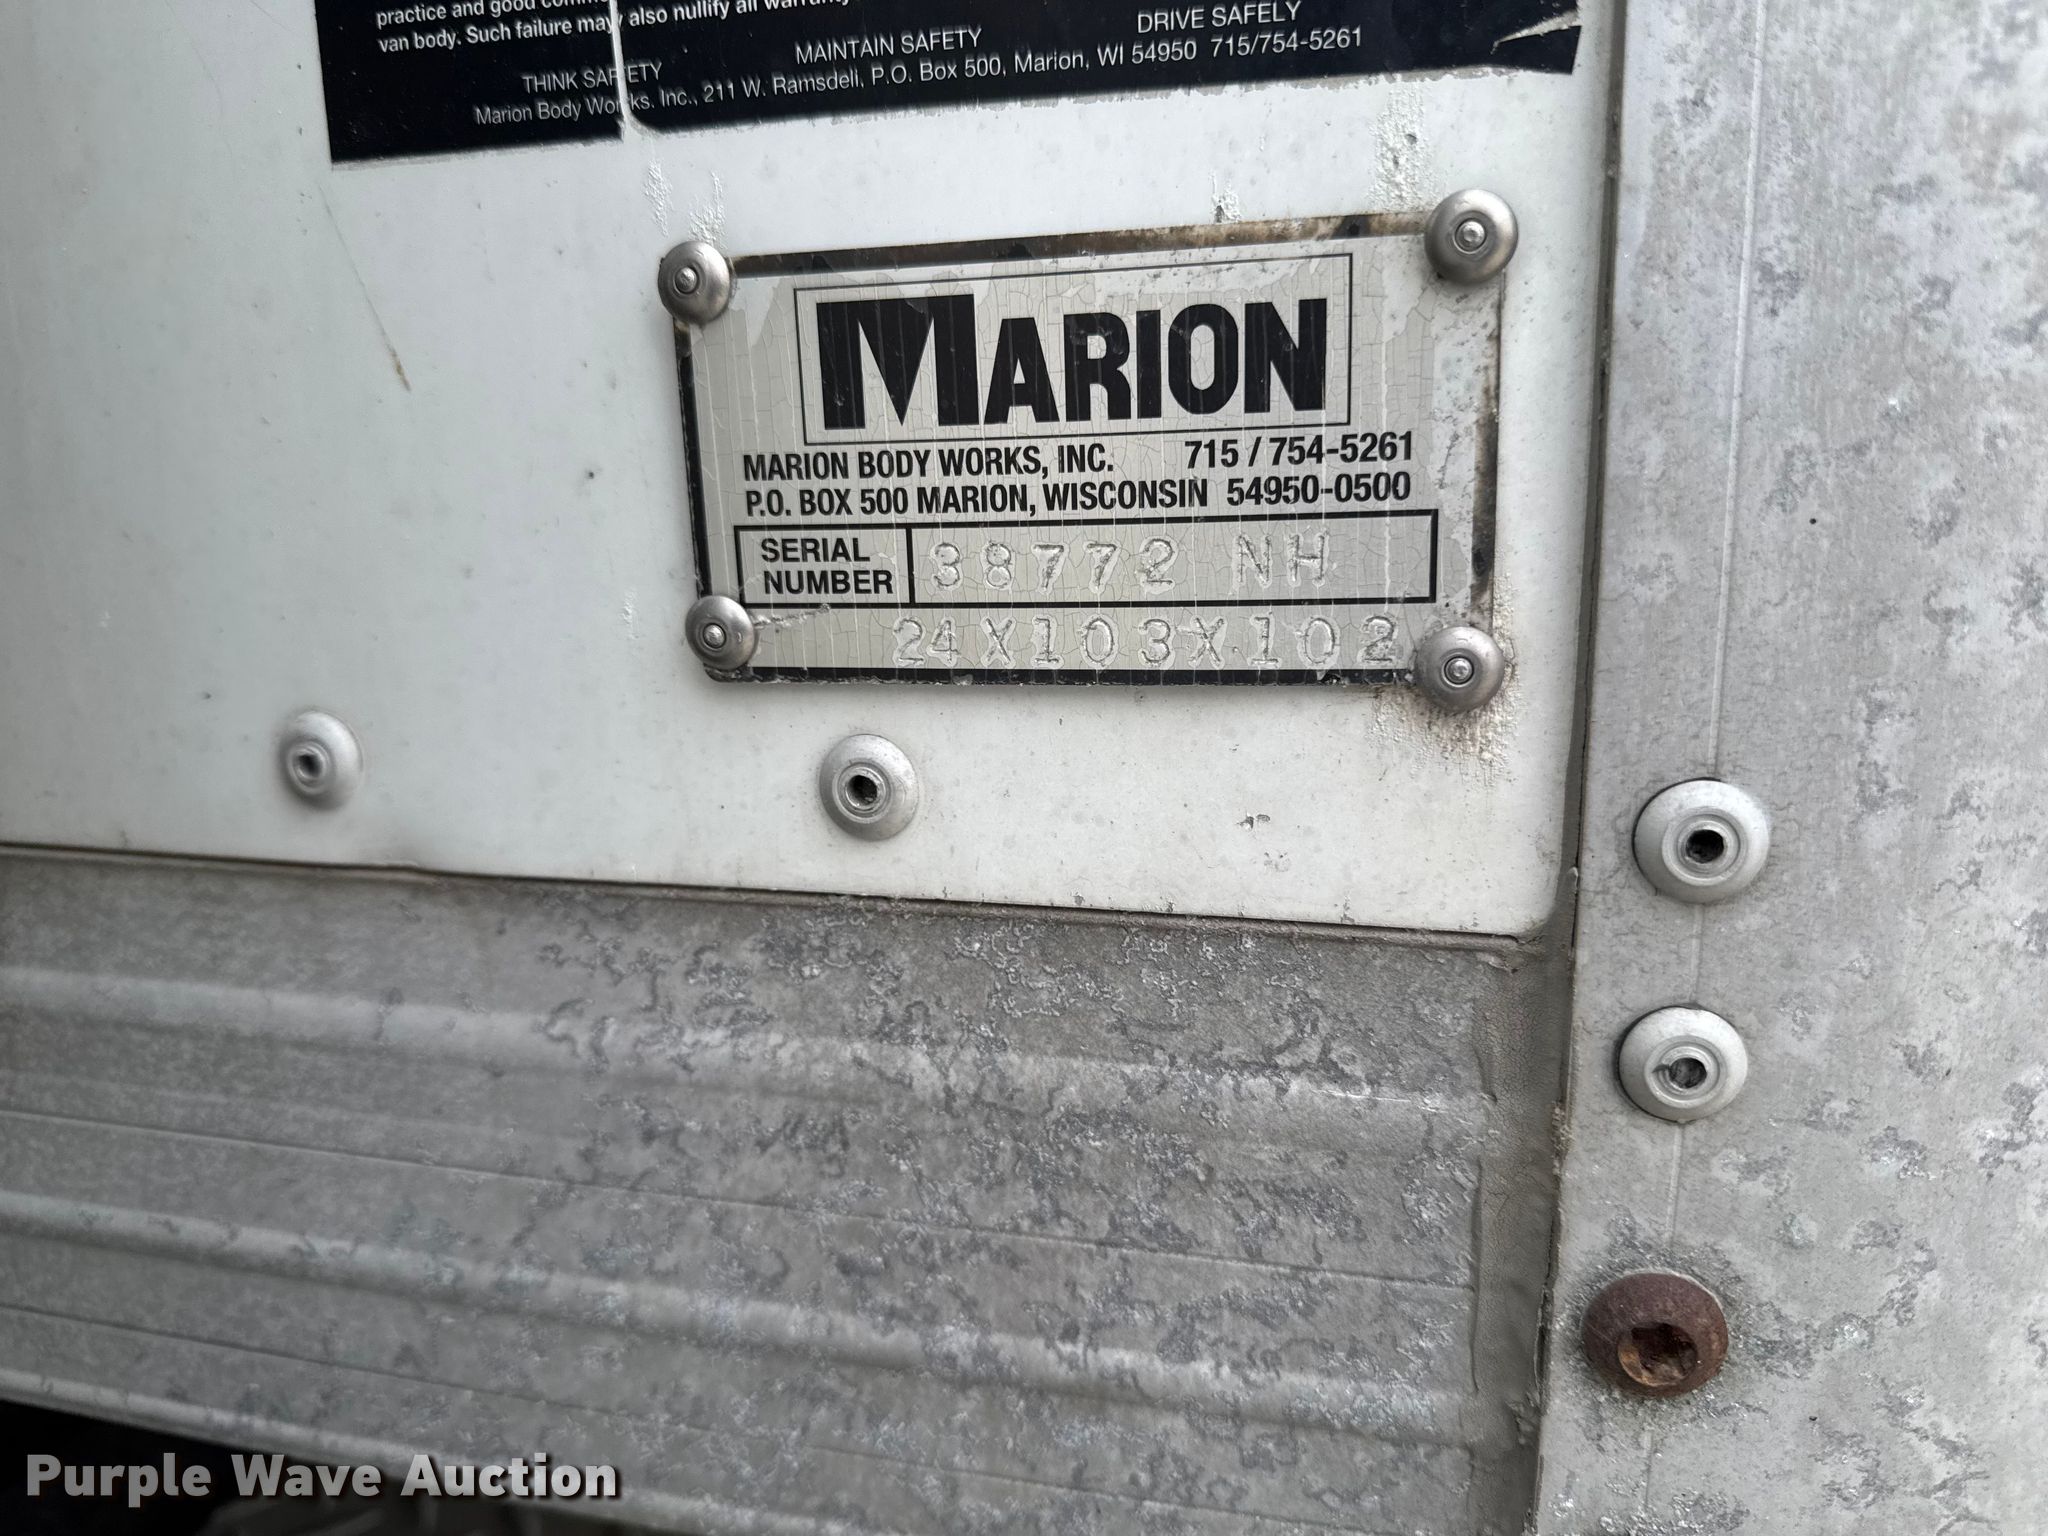 practice and good
van body. Such failure may also nullify all warranty
THINK SAFETY MAINTAIN SAFETY DRIVE SAFELY
Marion Body Works, Inc., 211 W. Ramsdell, P.O. Box 500, Marion, WI 54950 715/754-5261
MARION
MARION BODY WORKS, INC. 715 / 754-5261
P.O. BOX 500 MARION, WISCONSIN 54950-0500
SERIAL
NUMBER
38772 NH
24X103X102
Purple Wave Auction